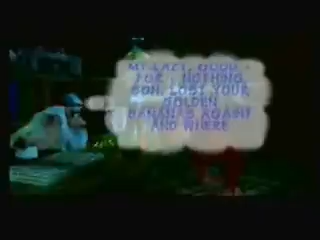 MY LAZY, GOOD -
FOR - NOTHING
SON. LOST YOUR
GOLDEN
BANANAS AGAIN?
AND WHERE